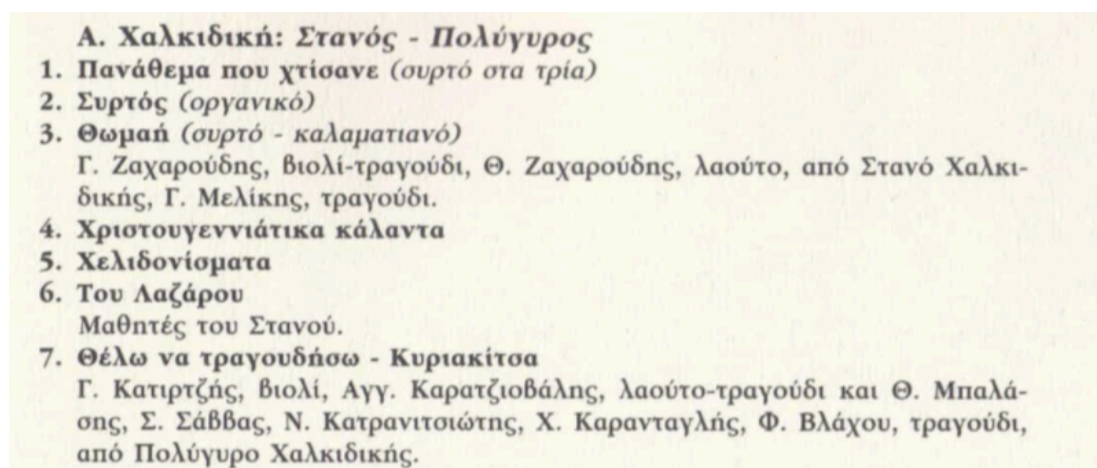 Α. Χαλκιδική: Στανός - Πολύγυρος
1. Πανάθεμα που χτίσανε (συρτό στα τρία)
2. Συρτός (οργανικό)
3. Θωμαή (συρτό - καλαματιανό)
Γ. Ζαχαρούδης, βιολί-τραγούδι, Θ. Ζαχαρούδης, λαούτο, από Στανό Χαλκι-
δικής, Γ. Μελίκης, τραγούδι.
4. Χριστουγεννιάτικα κάλαντα
5. Χελιδονίσματα
6. Του Λαζάρου
Μαθητές του Στανού.
7. Θέλω να τραγουδήσω - Κυριακίτσα
Γ. Κατιρτζής, βιολί, Αγγ. Καρατζιοβάλης, λαούτο-τραγούδι και Θ. Μπαλά-
σης, Σ. Σάββας, Ν. Κατρανιτσιώτης, Χ. Καρανταγλής, Φ. Βλάχου, τραγούδι,
από Πολύγυρο Χαλκιδικής.